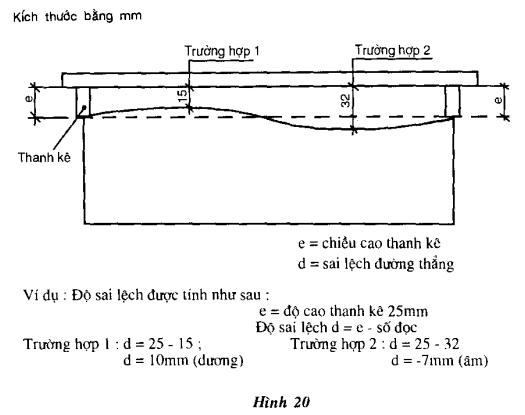 Kích thước bằng mm
Trường hợp 1
Trường hợp 2
e
15
32
e
Thanh kê
e = chiều cao thanh kê
d = sai lệch đường thẳng
Ví dụ : Độ sai lệch được tính như sau :
e = độ cao thanh kê 25mm
Độ sai lệch d = e - số đọc
Trường hợp 1 : d = 25 - 15 ;
Trường hợp 2 : d = 25 - 32
d = 10mm (dương)
d = -7mm (âm)
Hình 20